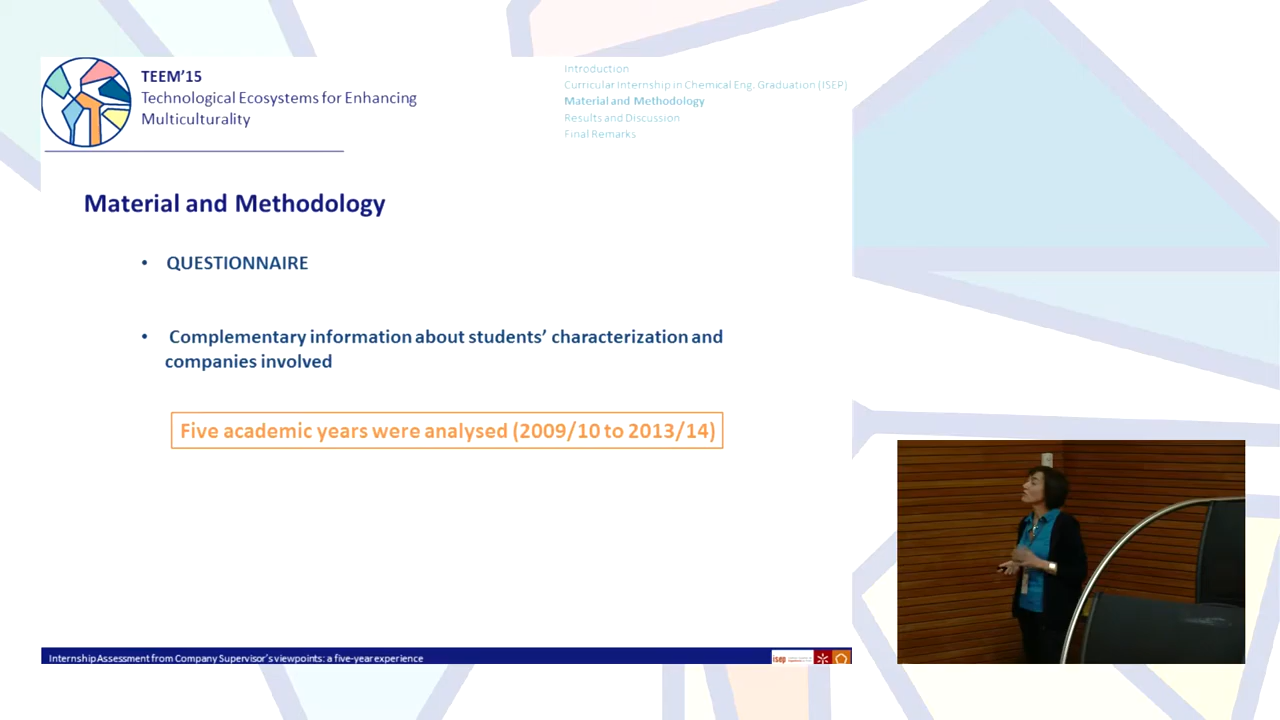 TEEM'15
Technological Ecosystems for Enhancing
Multiculturality
Introduction
Curricular Internship in Chemical Eng. Graduation (ISEP)
Material and Methodology
Results and Discussion
Final Remarks
Material and Methodology
• QUESTIONNAIRE
• Complementary information about students' characterization and
companies involved
Five academic years were analysed (2009/10 to 2013/14)
Internship Assessment from Company Supervisor's viewpoints: a five-year experience
isep